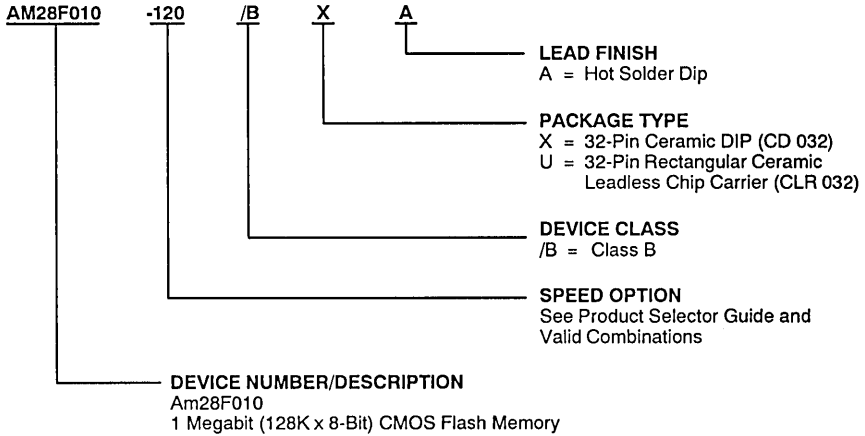 AM28F010 -120 /B X A
LEAD FINISH
A = Hot Solder Dip
PACKAGE TYPE
X = 32-Pin Ceramic DIP (CD 032)
U = 32-Pin Rectangular Ceramic
Leadless Chip Carrier (CLR 032)
DEVICE CLASS
/B = Class B
SPEED OPTION
See Product Selector Guide and
Valid Combinations
DEVICE NUMBER/DESCRIPTION
Am28F010
1 Megabit (128K x 8-Bit) CMOS Flash Memory